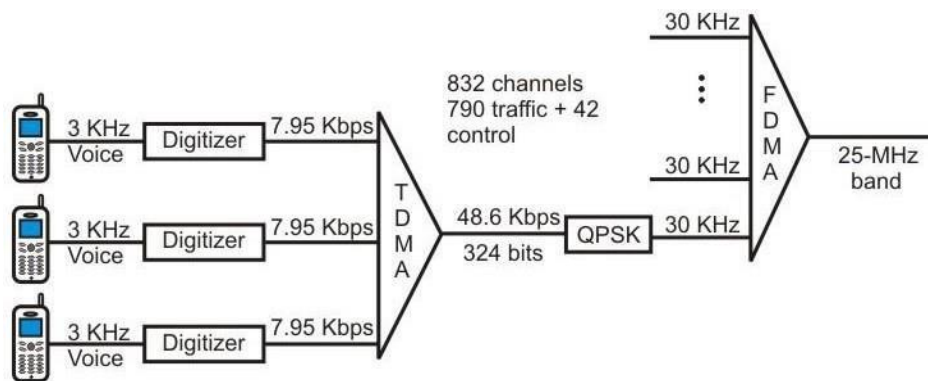 30 KHz
832 channels
790 traffic + 42
control
FDMA
25-MHz
band
3 KHz
Voice
Digitizer
7.95 Kbps
30 KHz
TDMA
48.6 Kbps
324 bits
QPSK
30 KHz
3 KHz
Voice
Digitizer
7.95 Kbps
3 KHz
Voice
Digitizer
7.95 Kbps